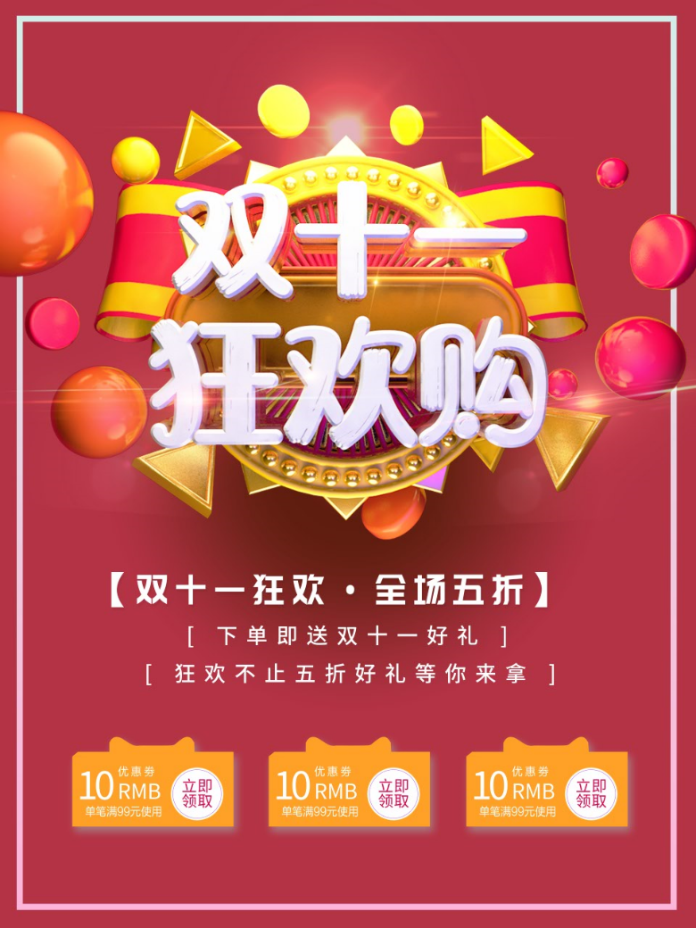 双十一
狂欢购
【双十一狂欢·全场五折】
[ 下单即送双十一好礼 ]
[ 狂欢不止五折好礼等你来拿 ]
10 优惠券 RMB
单笔满99元使用
立即
领取
10 优惠券 RMB
单笔满99元使用
立即
领取
10 优惠券 RMB
单笔满99元使用
立即
领取